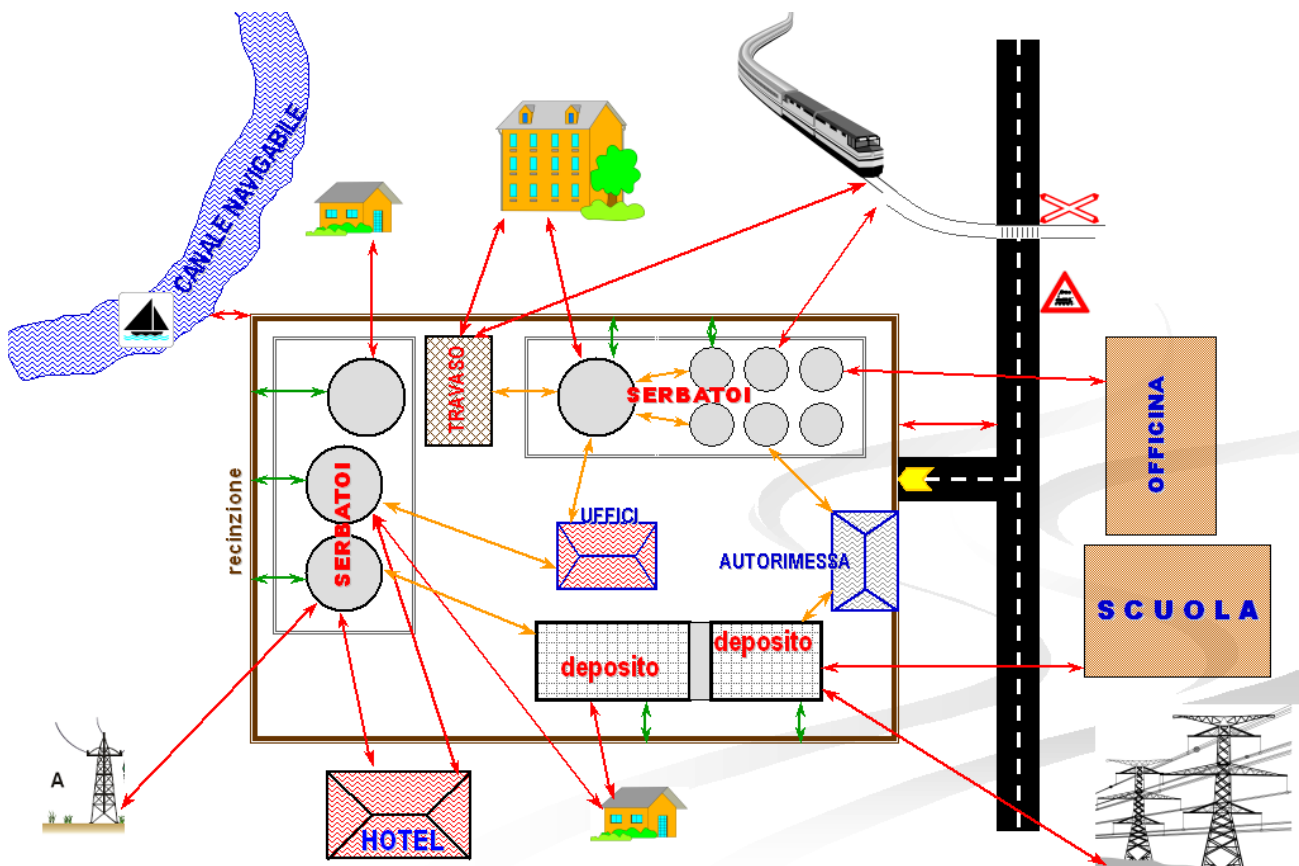 CANALE NAVIGABILE
TRAVASO
SERBATOI
OFFICINA
recinzione
SERBATOI
UFFICI
AUTORIMESSA
SCUOLA
deposito
deposito
A
HOTEL